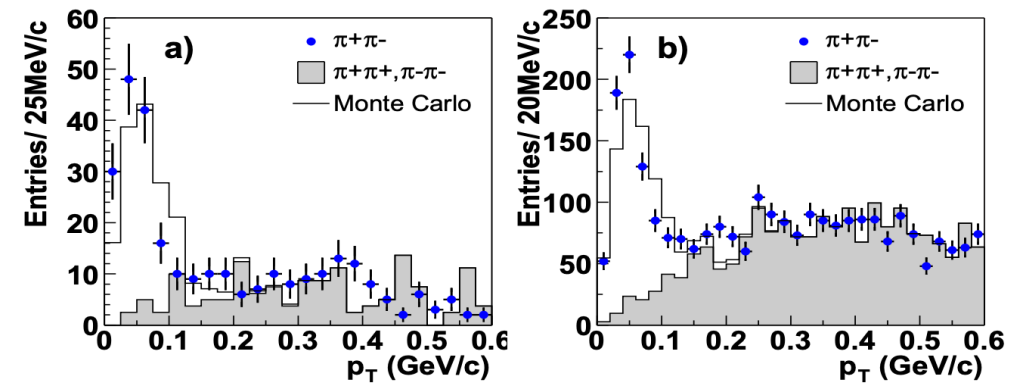 a)
π+π-
π+π+,π-π-
Monte Carlo
Entries/ 25MeV/c
60
50
40
30
20
10
0
0 0.1 0.2 0.3 0.4 0.5 0.6
p_T (GeV/c)
b)
π+π-
π+π+,π-π-
Monte Carlo
Entries/ 20MeV/c
250
200
150
100
50
0
0 0.1 0.2 0.3 0.4 0.5 0.6
p_T (GeV/c)